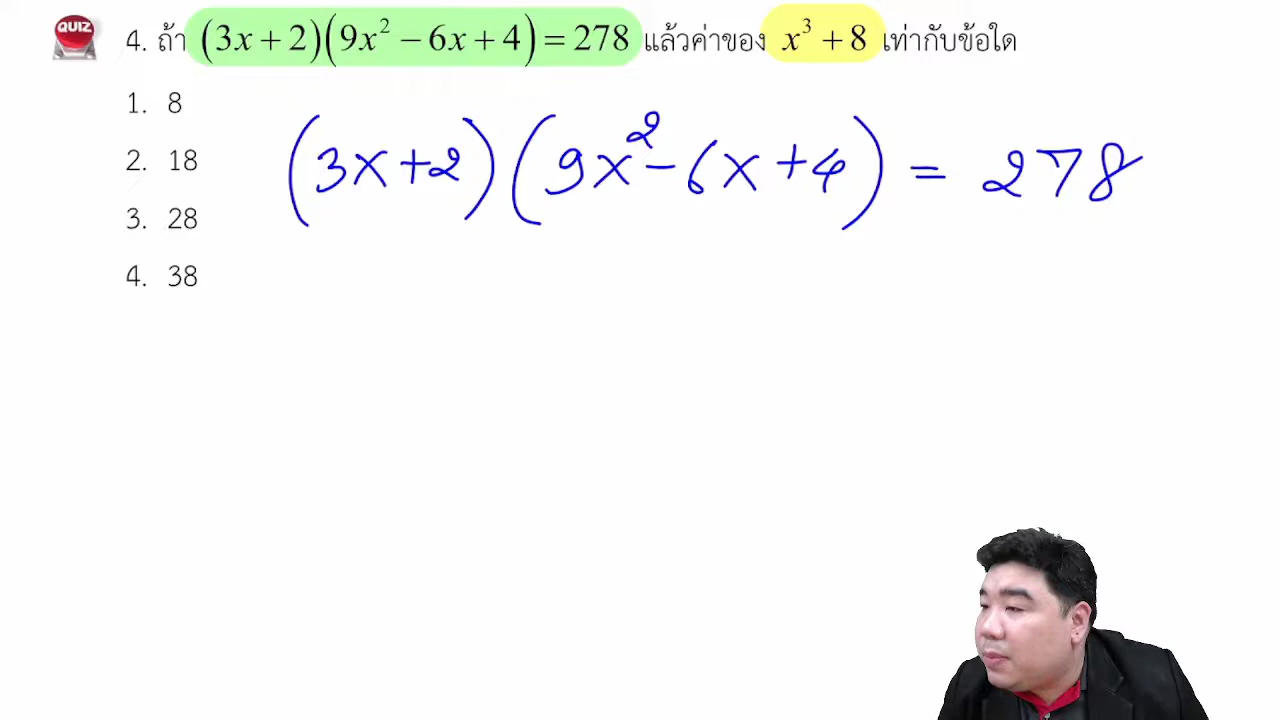 QUIZ
4. ถ้า (3x + 2)(9x² − 6x + 4) = 278 แล้วค่าของ x³ + 8 เท่ากับข้อใด
1. 8
2. 18
3. 28
4. 38
(3x+2)(9x²-6x+4) = 278